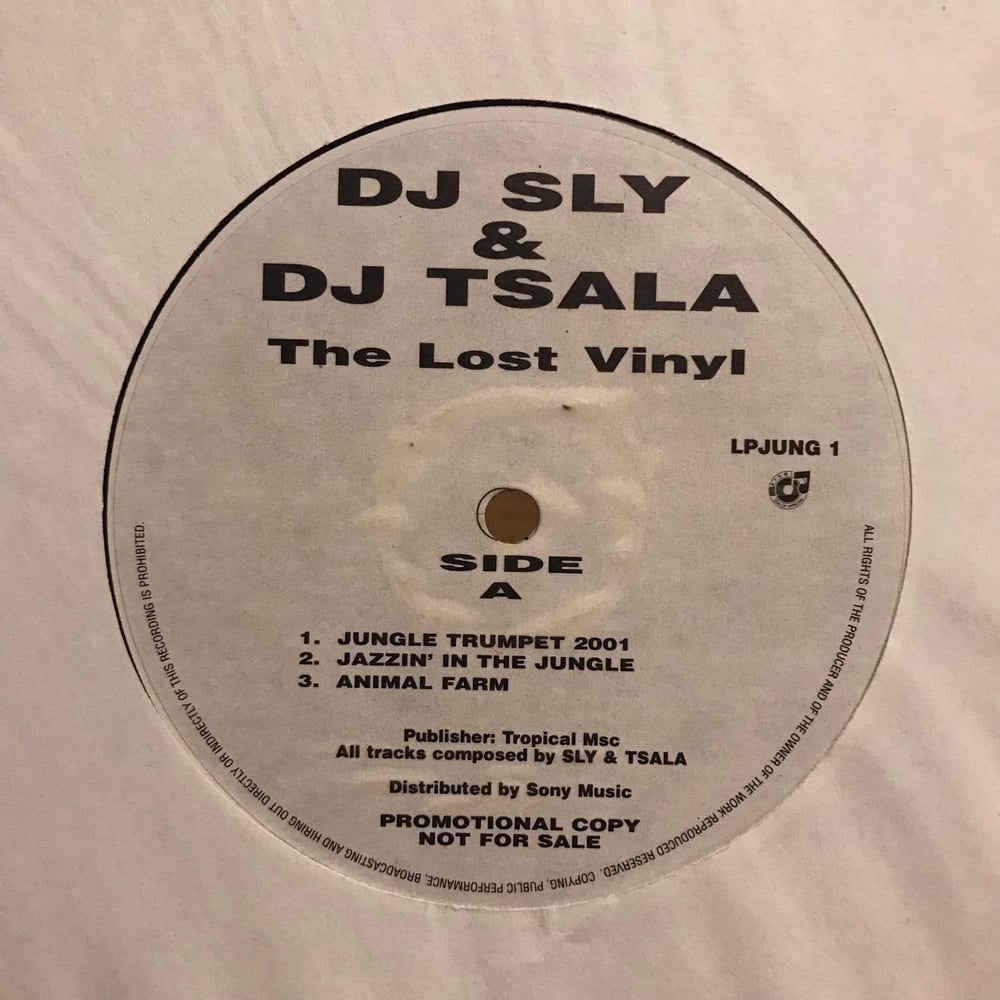 DJ SLY
&
DJ TSALA
The Lost Vinyl
LPJUNG 1
SIDE
A
1. JUNGLE TRUMPET 2001
2. JAZZIN' IN THE JUNGLE
3. ANIMAL FARM
Publisher: Tropical Msc
All tracks composed by SLY & TSALA
Distributed by Sony Music
PROMOTIONAL COPY
NOT FOR SALE
ALL RIGHTS OF THE PRODUCER AND OF THE OWNER OF THE WORK REPRODUCED RESERVED. COPYING, PUBLIC PERFORMANCE, BROADCASTING AND HIRING OUT DIRECTLY OR INDIRECTLY OF THIS RECORDING IS PROHIBITED.